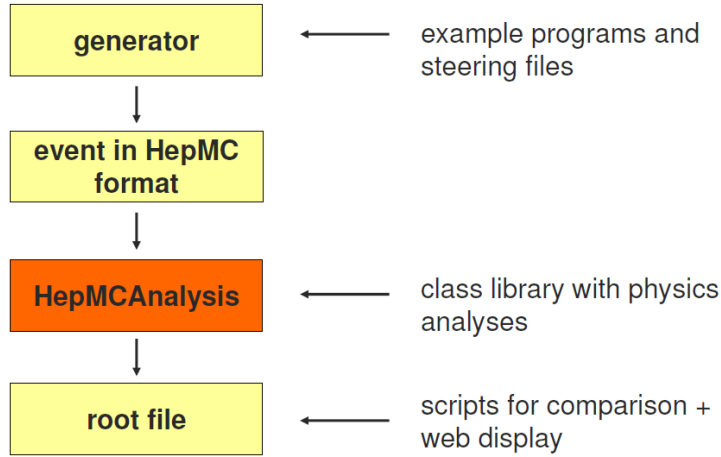 generator
example programs and
steering files
event in HepMC
format
HepMCAnalysis
class library with physics
analyses
root file
scripts for comparison +
web display